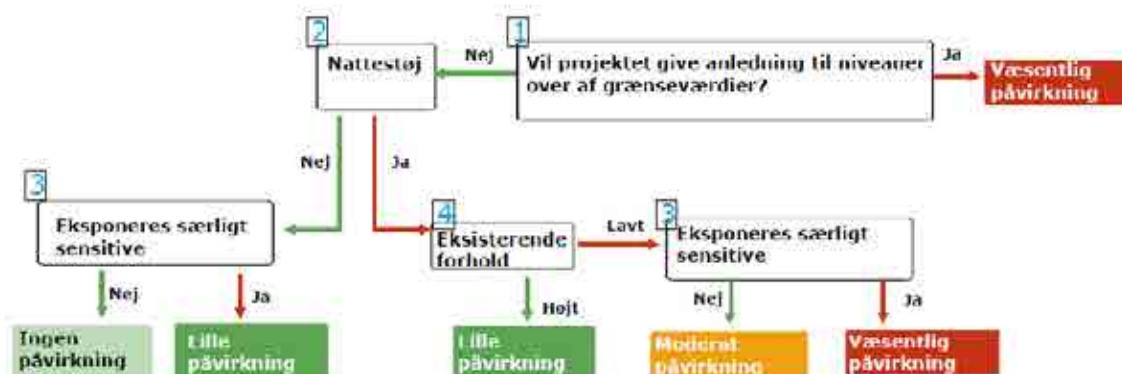 2
Nattestøj
Nej
1
Vil projektet give anledning til niveauer
over af grænseværdier?
Ja
Væsentlig
påvirkning
Nej
Ja
3
Eksponeres særligt
sensitive
4
Eksisterende
forhold
Lavt
3
Eksponeres særligt
sensitive
Nej
Ja
Højt
Nej
Ja
Ingen
påvirkning
Lille
påvirkning
Lille
påvirkning
Moderat
påvirkning
Væsentlig
påvirkning